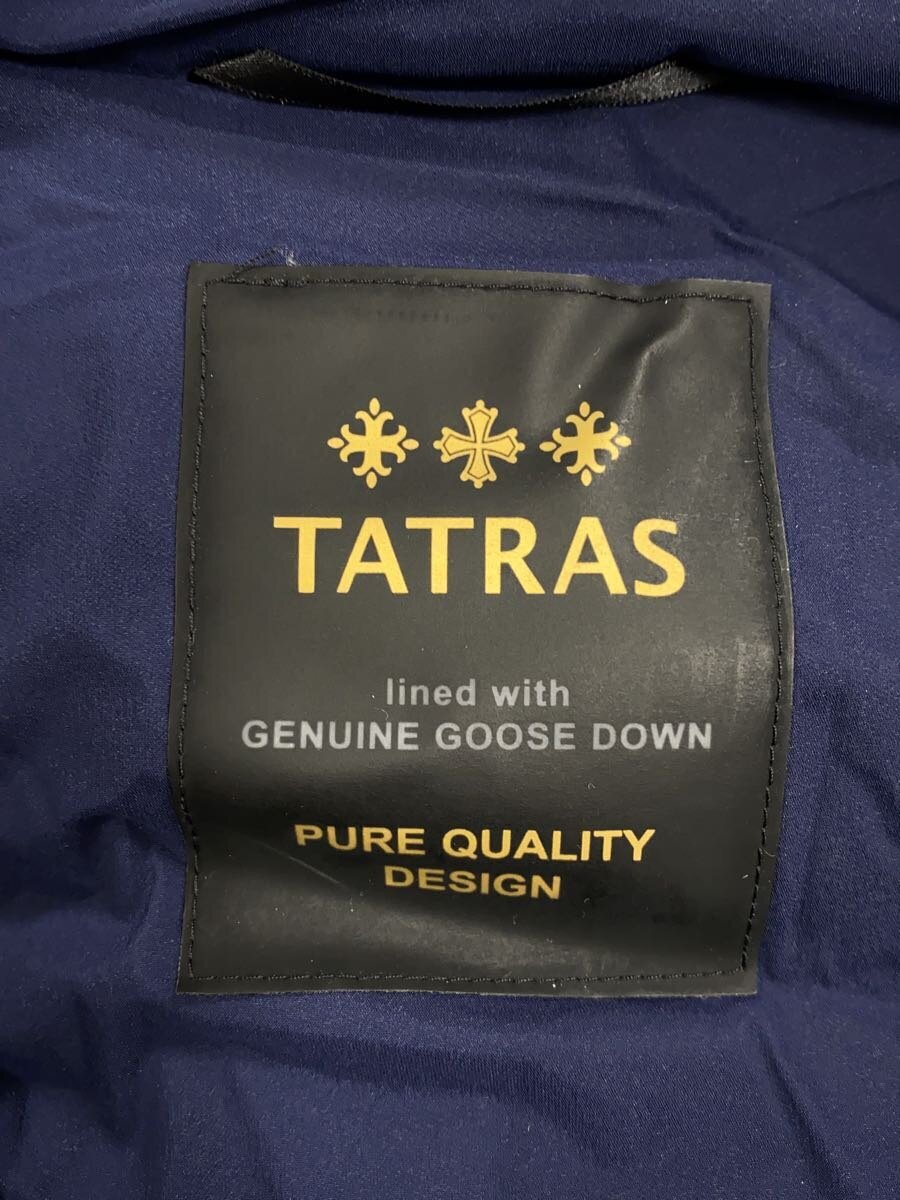 TATRAS
lined with
GENUINE GOOSE DOWN
PURE QUALITY
DESIGN